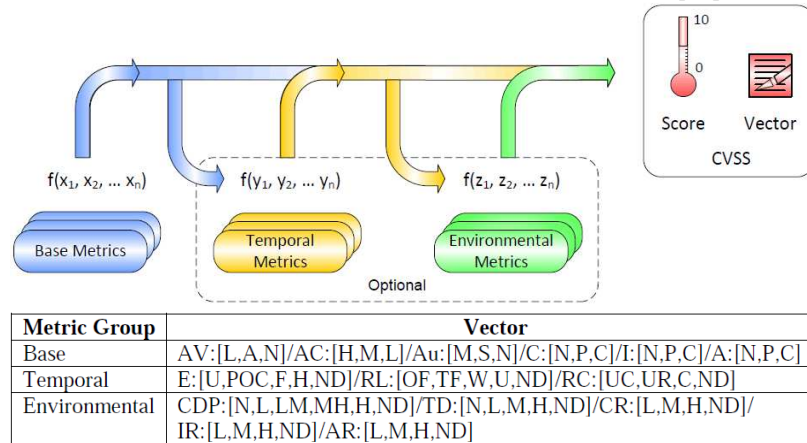 10
0
Score Vector
CVSS
f(x1, x2, ... xn) f(y1, y2, ... yn) f(z1, z2, ... zn)
Base Metrics
Temporal
Metrics
Environmental
Metrics
Optional
Metric Group Vector
Base AV:[L,A,N]/AC:[H,M,L]/Au:[M,S,N]/C:[N,P,C]/I:[N,P,C]/A:[N,P,C]
Temporal E:[U,POC,F,H,ND]/RL:[OF,TF,W,U,ND]/RC:[UC,UR,C,ND]
Environmental CDP:[N,L,LM,MH,H,ND]/TD:[N,L,M,H,ND]/CR:[L,M,H,ND]/
IR:[L,M,H,ND]/AR:[L,M,H,ND]